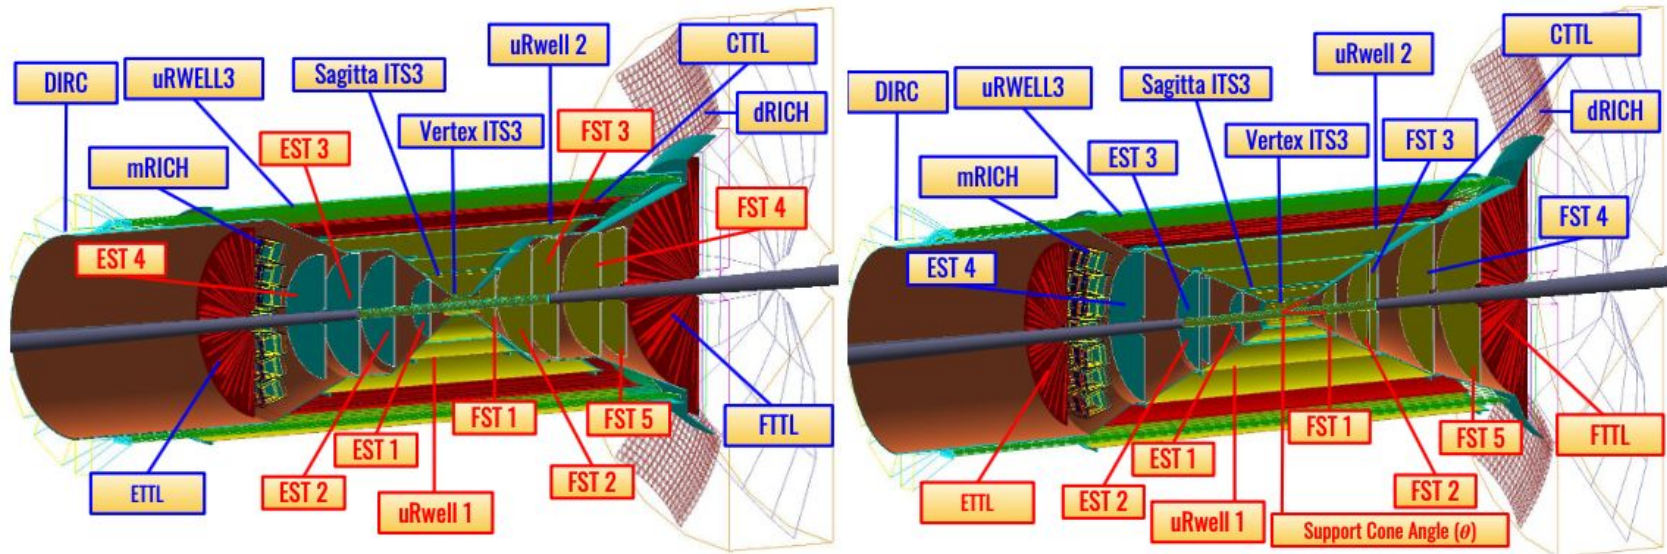 uRwell 2
CTTL
DIRC
uRWELL3
Sagitta ITS3
Vertex ITS3
FST 3
dRICH
EST 3
mRICH
FST 4
EST 4
FST 1
FST 5
FTTL
EST 1
ETTL
EST 2
FST 2
uRwell 1
CTTL
uRwell 2
DIRC
uRWELL3
Sagitta ITS3
dRICH
Vertex ITS3
FST 3
EST 3
mRICH
FST 4
EST 4
FST 1
FST 5
FTTL
EST 1
ETTL
EST 2
FST 2
uRwell 1
Support Cone Angle (θ)